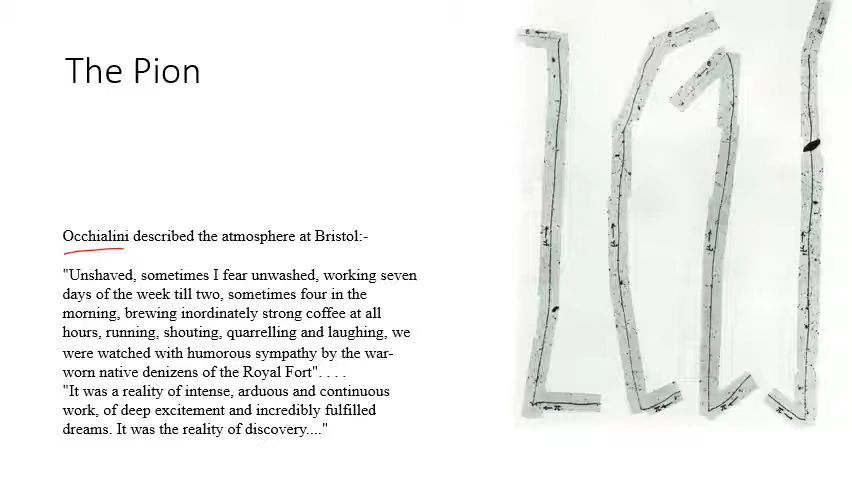 The Pion
Occhialini described the atmosphere at Bristol:-
"Unshaved, sometimes I fear unwashed, working seven
days of the week till two, sometimes four in the
morning, brewing inordinately strong coffee at all
hours, running, shouting, quarrelling and laughing, we
were watched with humorous sympathy by the war-
worn native denizens of the Royal Fort". . . .
"It was a reality of intense, arduous and continuous
work, of deep excitement and incredibly fulfilled
dreams. It was the reality of discovery...."